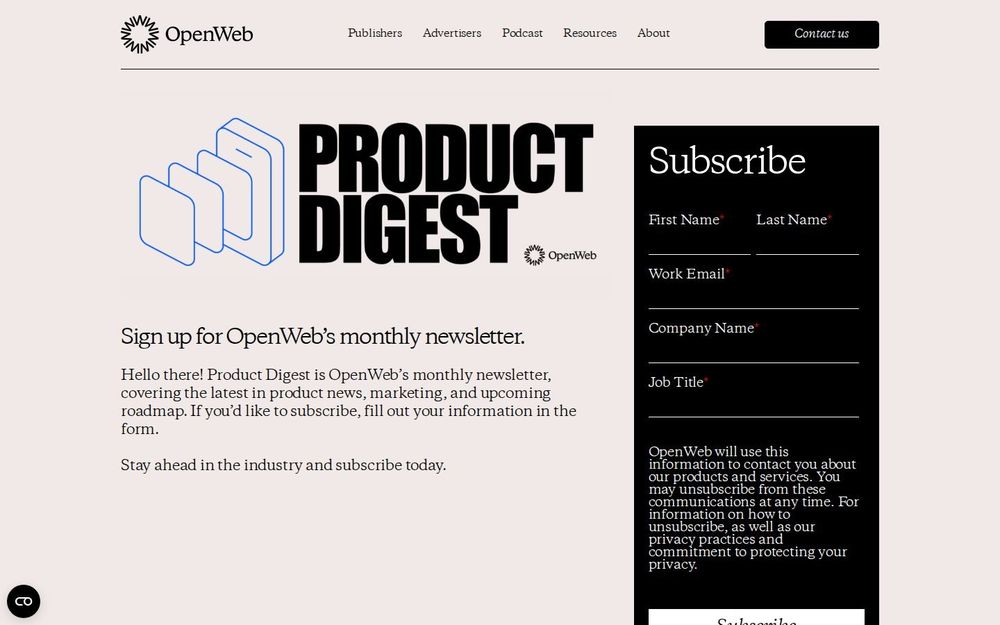 OpenWeb
Publishers
Advertisers
Podcast
Resources
About
Contact us
PRODUCT
DIGEST
OpenWeb
Sign up for OpenWeb’s monthly newsletter.
Hello there! Product Digest is OpenWeb’s monthly newsletter,
covering the latest in product news, marketing, and upcoming
roadmap. If you’d like to subscribe, fill out your information in the
form.
Stay ahead in the industry and subscribe today.
Subscribe
First Name*
Last Name*
Work Email*
Company Name*
Job Title*
OpenWeb will use this
information to contact you about
our products and services. You
may unsubscribe from these
communications at any time. For
information on how to
unsubscribe, as well as our
privacy practices and
commitment to protecting your
privacy.
Subscribe